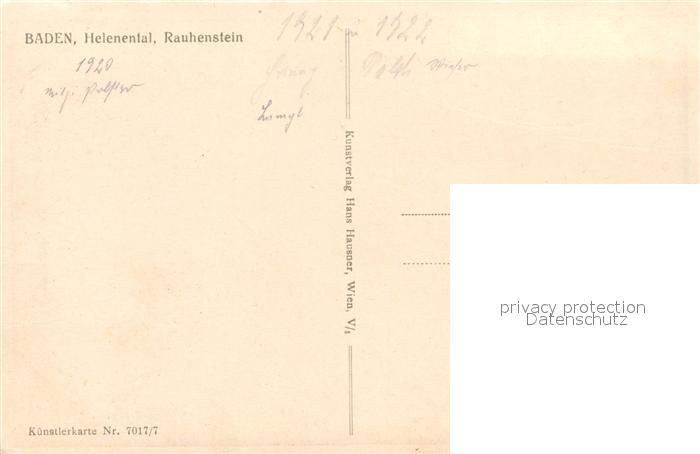 BADEN, Helenental, Rauhenstein
1921 u 1922
1920
Kunstverlag Hans Hausner, Wien, V/1
privacy protection
Datenschutz
Künstlerkarte Nr. 7017/7